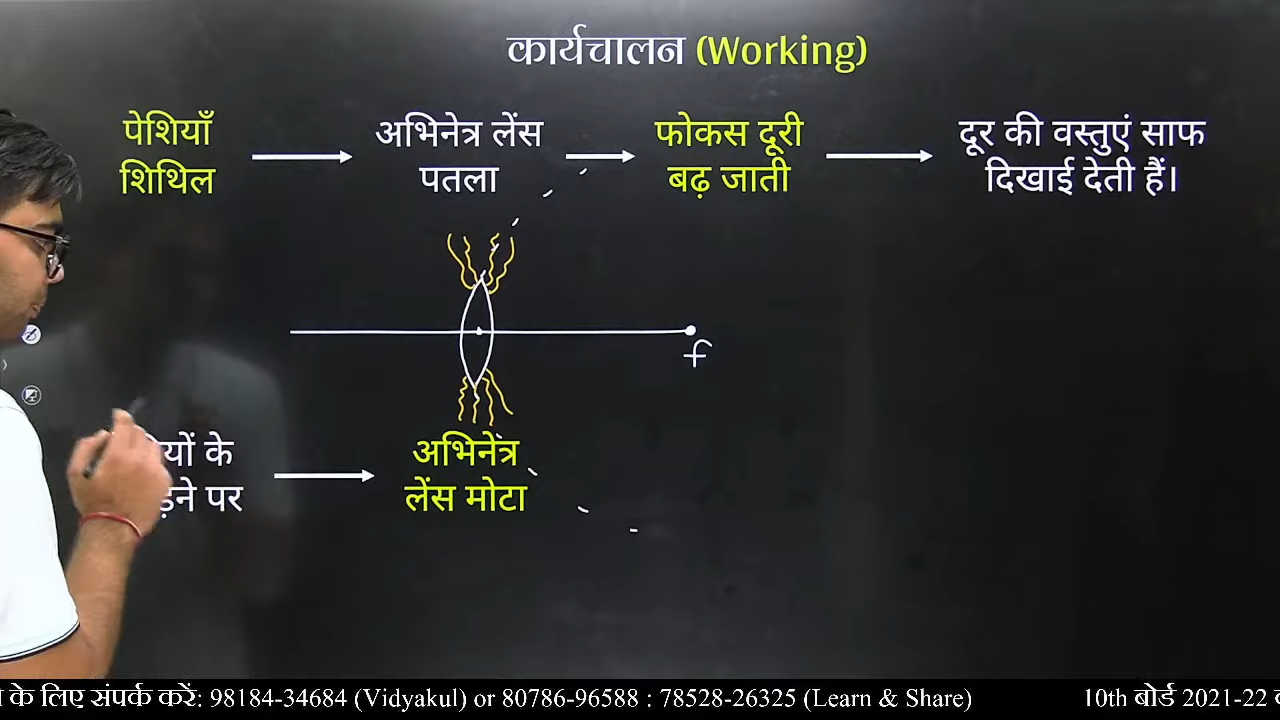 कार्यचालन (Working)
पेशियाँ
शिथिल
अभिनेत्र लेंस
पतला
फोकस दूरी
बढ़ जाती
दूर की वस्तुएं साफ
दिखाई देती हैं।
f
यों के
ड़ने पर
अभिनेत्र
लेंस मोटा
के लिए संपर्क करें: 98184-34684 (Vidyakul) or 80786-96588 : 78528-26325 (Learn & Share)
10th बोर्ड 2021-22